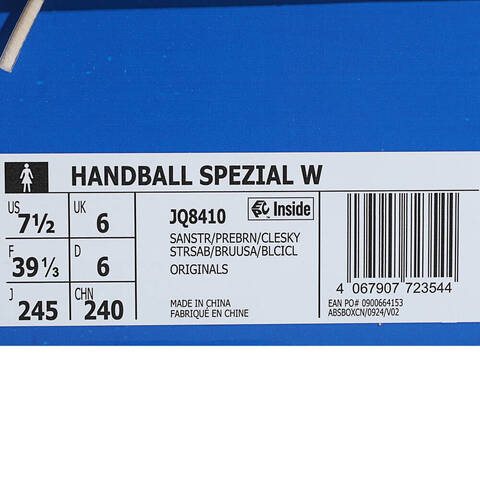 HANDBALL SPEZIAL W
US 7½ UK 6
F 39⅓ D 6
J 245 CHN 240
JQ8410 Inside
SANSTR/PREBRN/CLESKY
STRSAB/BRUUSA/BLCICL
ORIGINALS
MADE IN CHINA
FABRIQUÉ EN CHINE
4 067907 723544
EAN PO# 0900664153
ABSBOXCN/0924/V02